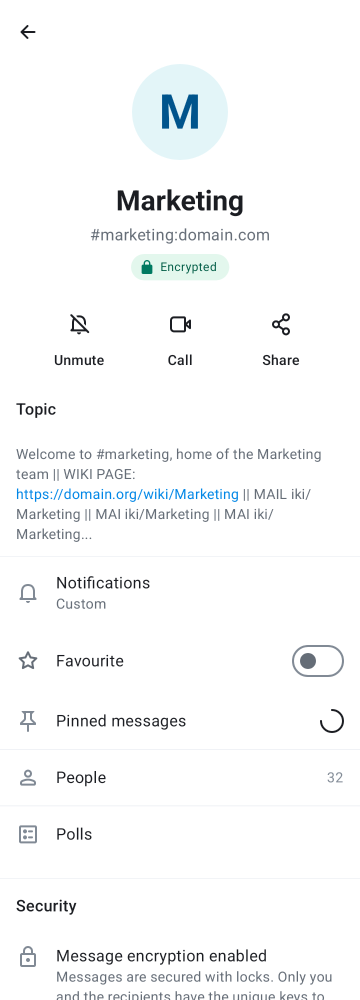 M
Marketing
#marketing:domain.com
Encrypted
Unmute
Call
Share
Topic
Welcome to #marketing, home of the Marketing
team || WIKI PAGE:
https://domain.org/wiki/Marketing || MAIL iki/
Marketing || MAI iki/Marketing || MAI iki/
Marketing...
Notifications
Custom
Favourite
Pinned messages
People 32
Polls
Security
Message encryption enabled
Messages are secured with locks. Only you
and the recipients have the unique keys to